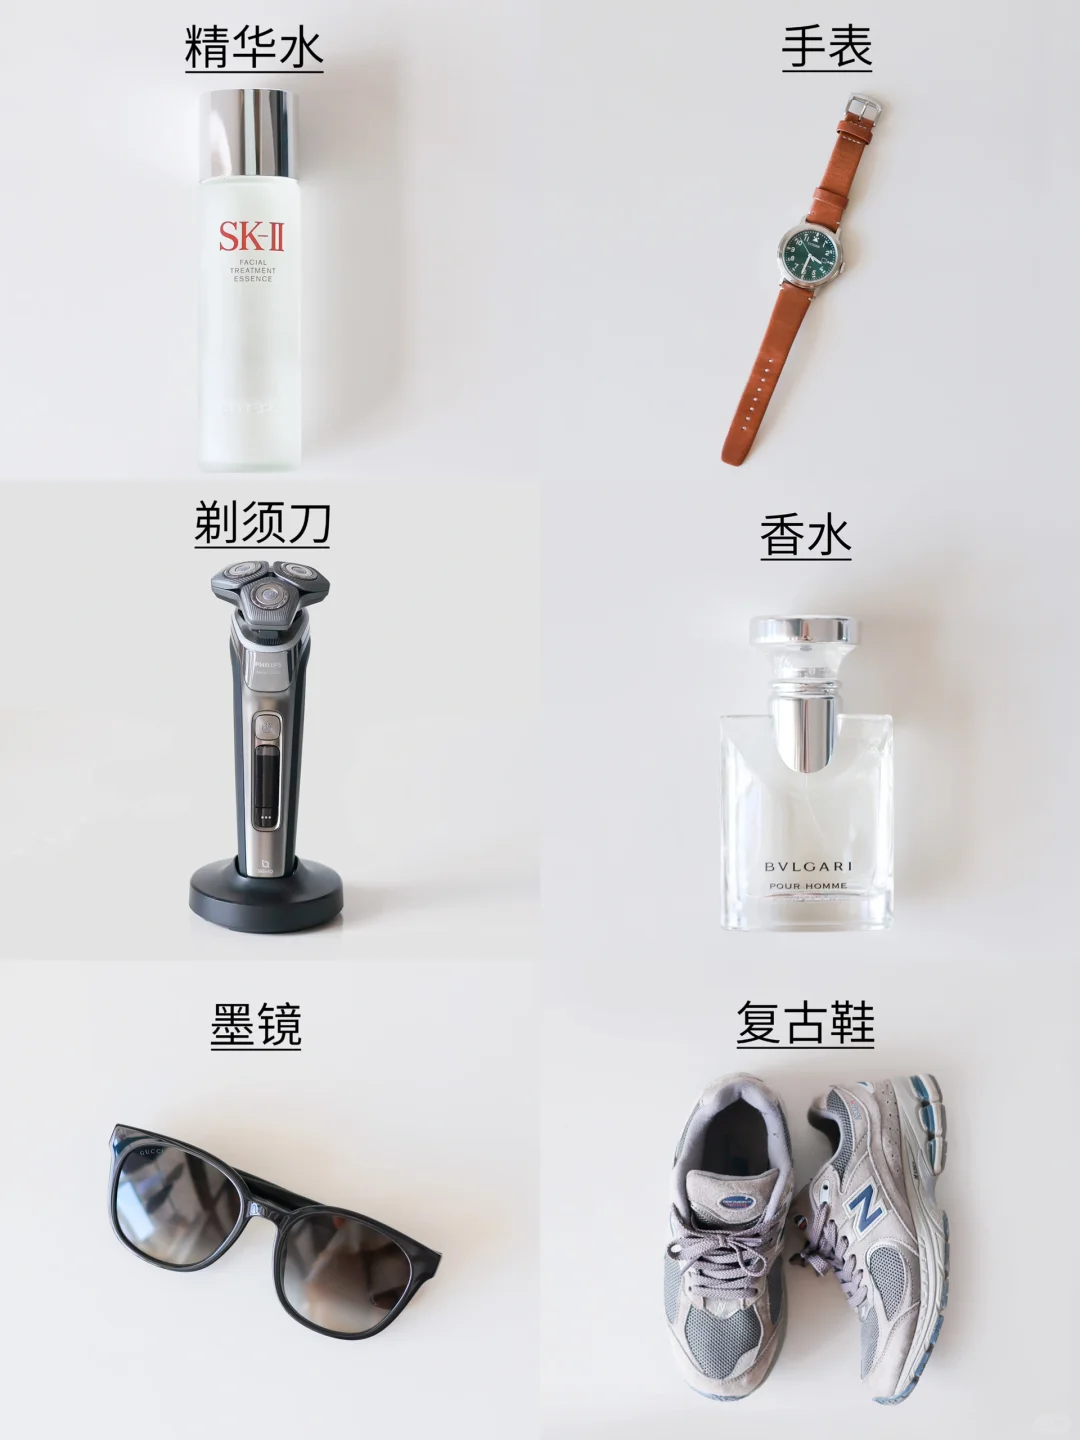 精华水
手表
SK-II
FACIAL
TREATMENT
ESSENCE
剃须刀
香水
PHILIPS
BVLGARI
POUR HOMME
墨镜
复古鞋
GUCCI
N